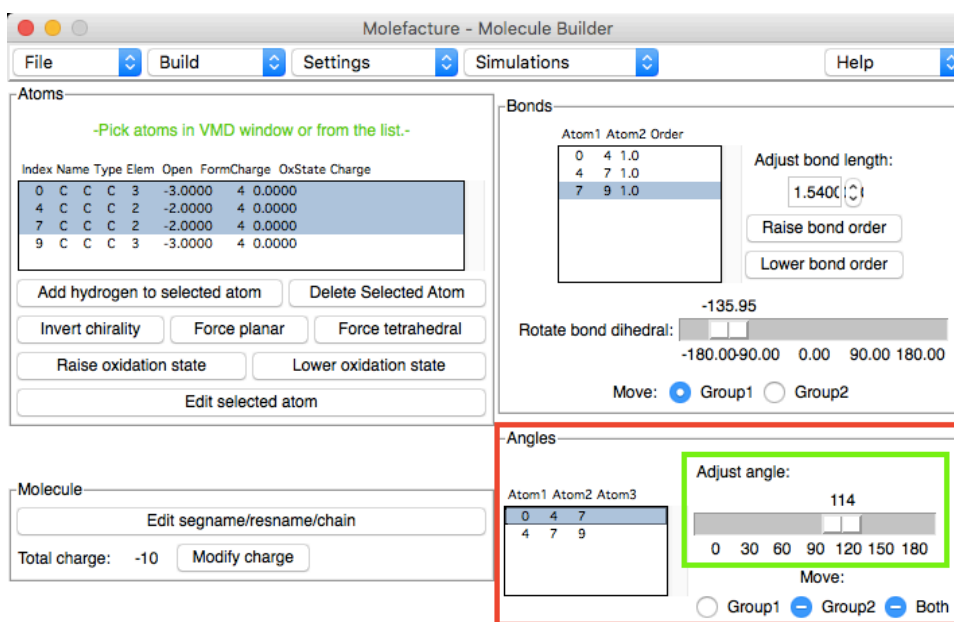 Molefacture - Molecule Builder
File Build Settings Simulations Help
Atoms
-Pick atoms in VMD window or from the list.-
Index Name Type Elem Open FormCharge OxState Charge
0 C C C 3 -3.0000 4 0.0000
4 C C C 2 -2.0000 4 0.0000
7 C C C 2 -2.0000 4 0.0000
9 C C C 3 -3.0000 4 0.0000
Add hydrogen to selected atom Delete Selected Atom
Invert chirality Force planar Force tetrahedral
Raise oxidation state Lower oxidation state
Edit selected atom
Molecule
Edit segname/resname/chain
Total charge: -10 Modify charge
Bonds
Atom1 Atom2 Order
0 4 1.0
4 7 1.0
7 9 1.0
Adjust bond length:
1.540
Raise bond order
Lower bond order
-135.95
Rotate bond dihedral:
-180.00-90.00 0.00 90.00 180.00
Move: Group1 Group2
Angles
Atom1 Atom2 Atom3
0 4 7
4 7 9
Adjust angle:
114
0 30 60 90 120 150 180
Move:
Group1 Group2 Both